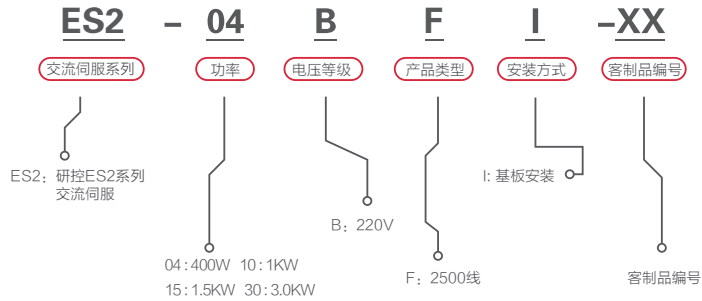 ES2 - 04 B F I -XX
交流伺服系列 功率 电压等级 产品类型 安装方式 客制品编号
ES2：研控ES2系列
交流伺服
I: 基板安装
B：220V
04 : 400W 10 : 1KW
15 : 1.5KW 30 : 3.0KW
F：2500线
客制品编号